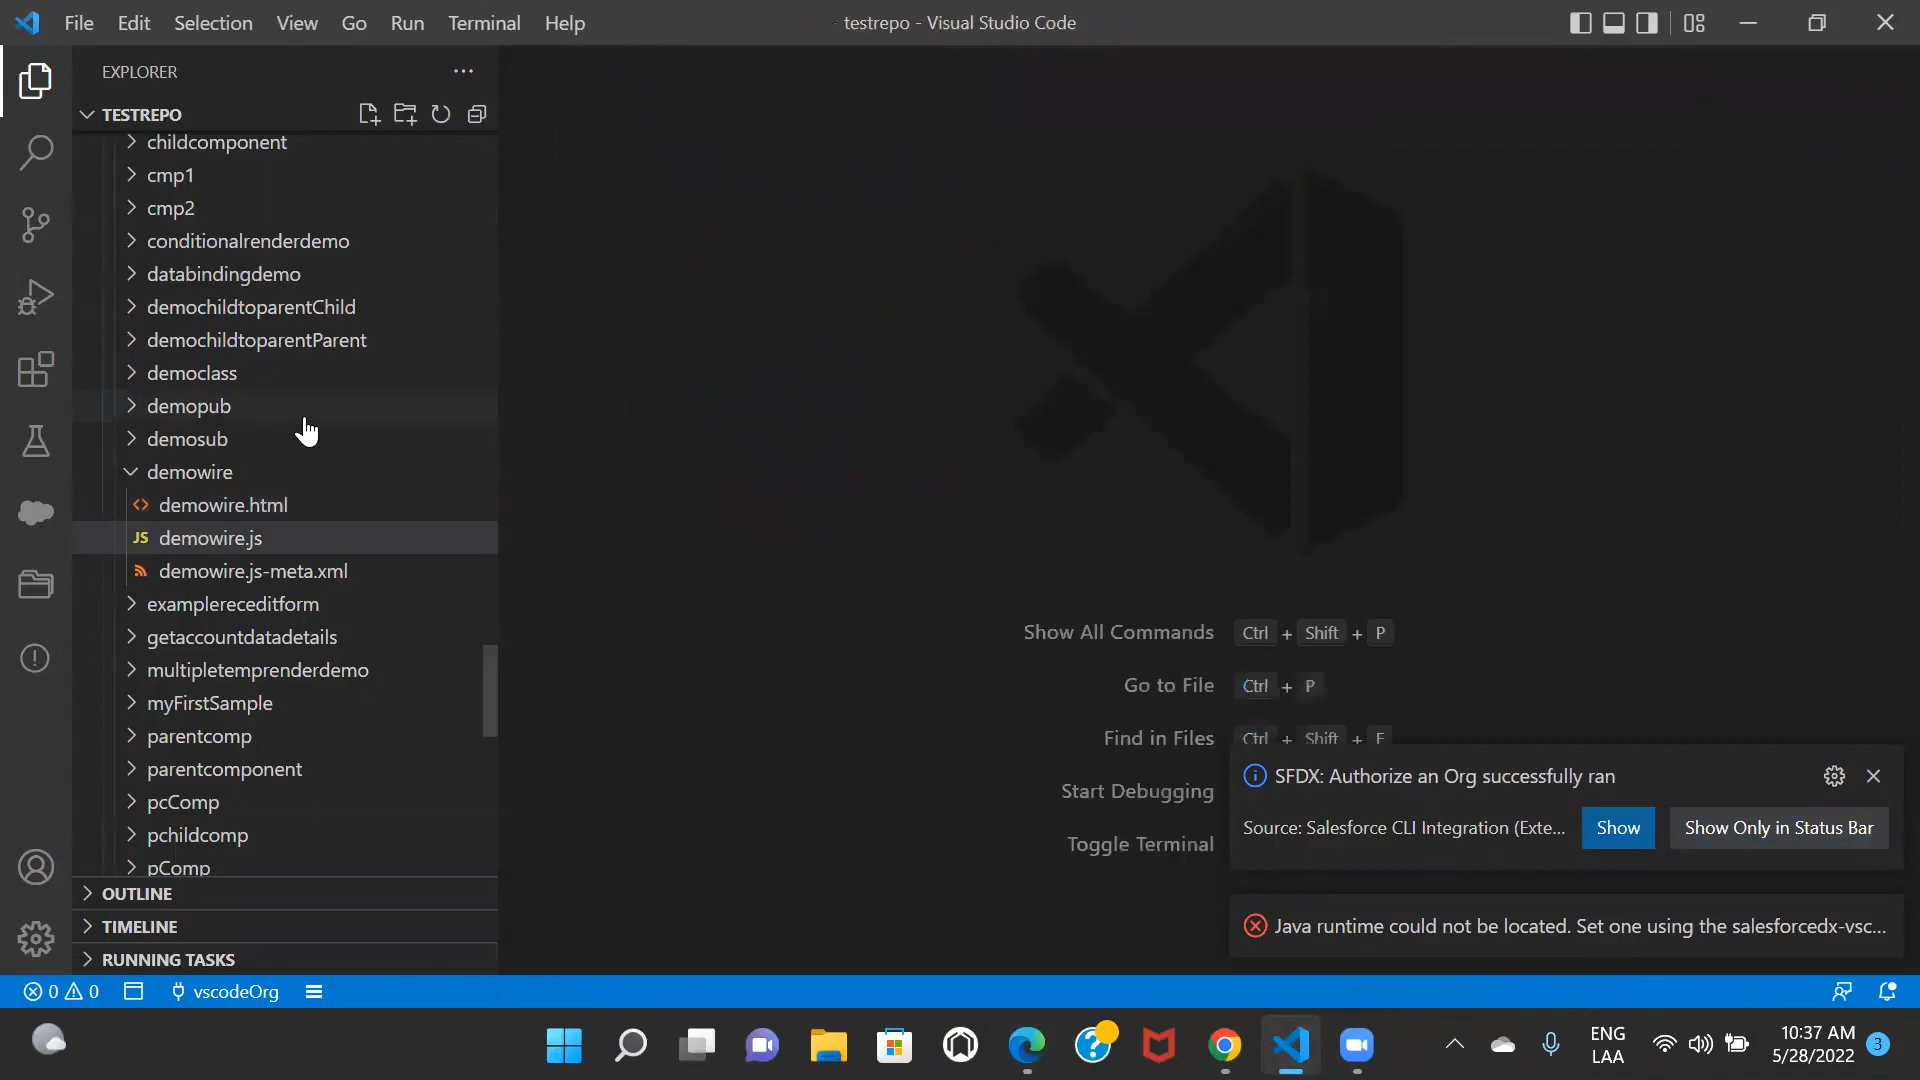 File Edit Selection View Go Run Terminal Help
testrepo - Visual Studio Code
EXPLORER
TESTREPO
childcomponent
cmp1
cmp2
conditionalrenderdemo
databindingdemo
demochildtoparentChild
demochildtoparentParent
democlass
demopub
demosub
demowire
demowire.html
JS demowire.js
demowire.js-meta.xml
examplereceditform
getaccountdatadetails
multipletemprenderdemo
myFirstSample
parentcomp
parentcomponent
pcComp
pchildcomp
pComp
OUTLINE
TIMELINE
RUNNING TASKS
Show All Commands Ctrl + Shift + P
Go to File Ctrl + P
Find in Files Ctrl + Shift + F
Start Debugging
Toggle Terminal
SFDX: Authorize an Org successfully ran
Source: Salesforce CLI Integration (Exte... Show Show Only in Status Bar
Java runtime could not be located. Set one using the salesforcedx-vsc...
0 0 vscodeOrg
ENG
LAA
10:37 AM
5/28/2022
3